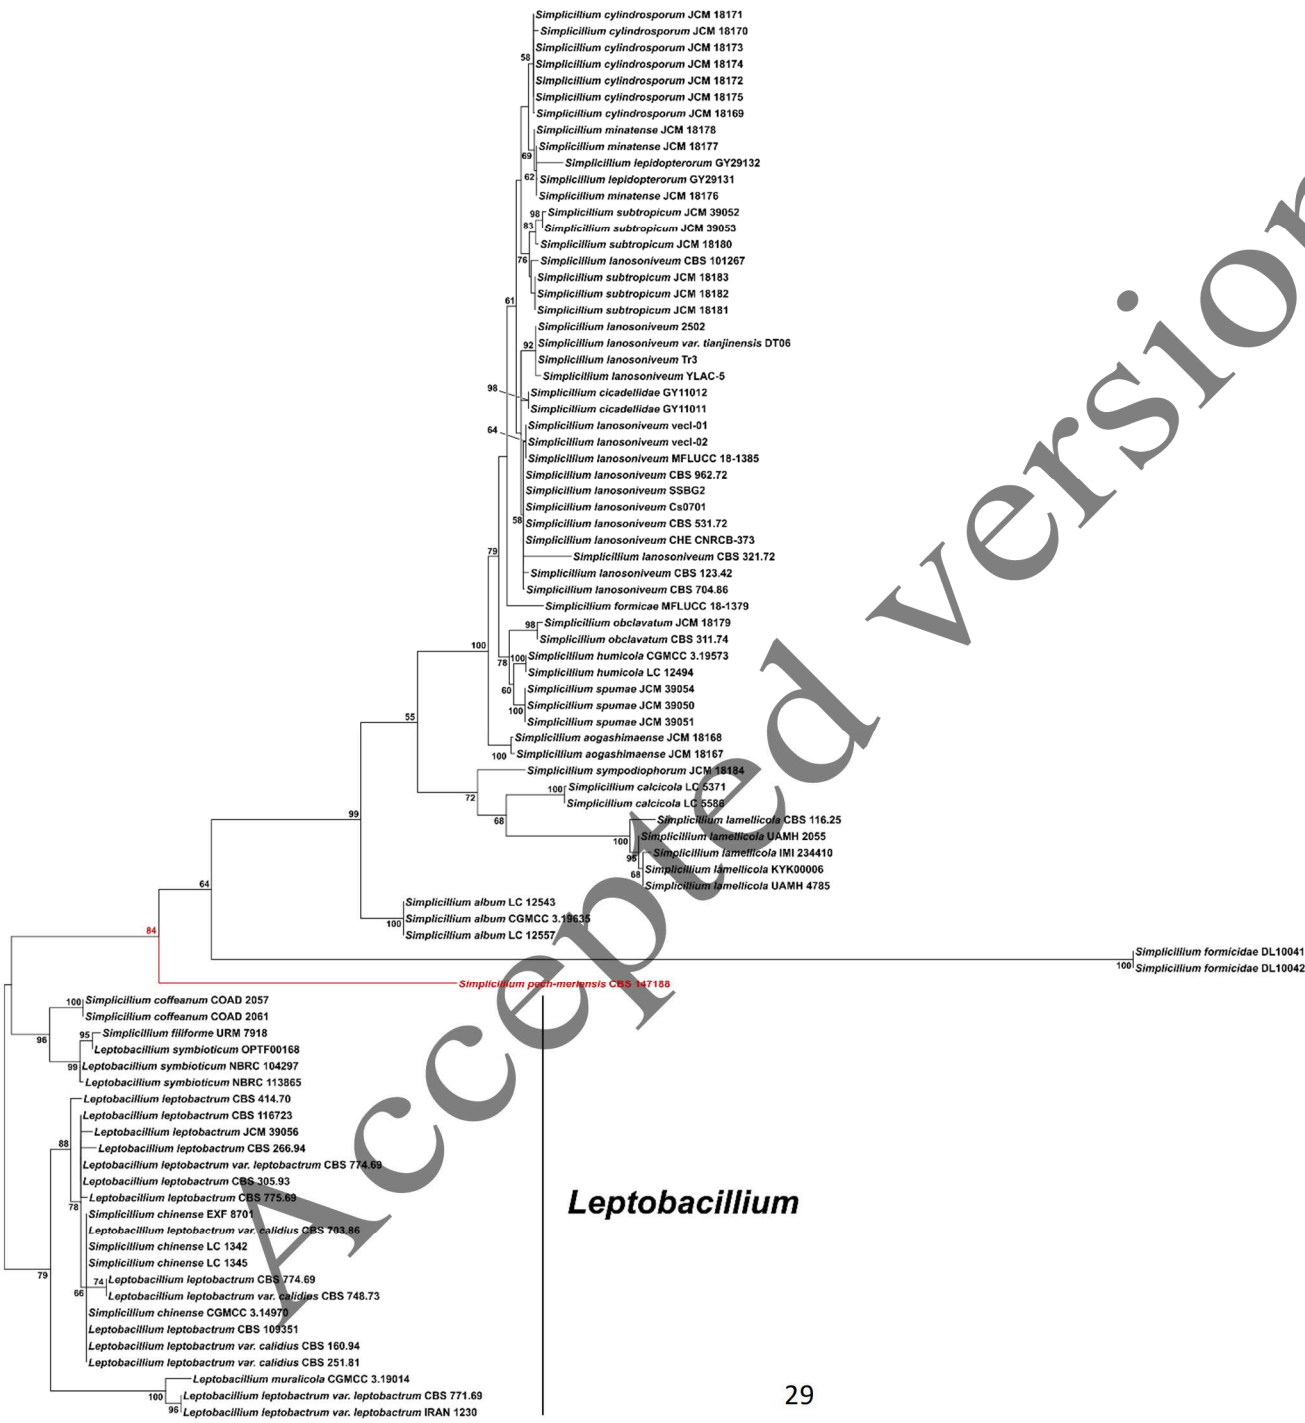 Simplicillium cylindrosporum JCM 18171
Simplicillium cylindrosporum JCM 18170
Simplicillium cylindrosporum JCM 18173
58
Simplicillium cylindrosporum JCM 18174
Simplicillium cylindrosporum JCM 18172
Simplicillium cylindrosporum JCM 18175
Simplicillium cylindrosporum JCM 18169
Simplicillium minatense JCM 18178
Simplicillium minatense JCM 18177
69
Simplicillium lepidopterorum GY29132
62
Simplicillium lepidopterorum GY29131
Simplicillium minatense JCM 18176
98
Simplicillium subtropicum JCM 39052
83
Simplicillium subtropicum JCM 39053
Simplicillium subtropicum JCM 18180
76
Simplicillium lanosoniveum CBS 101267
Simplicillium subtropicum JCM 18183
Simplicillium subtropicum JCM 18182
61
Simplicillium subtropicum JCM 18181
Simplicillium lanosoniveum 2502
92
Simplicillium lanosoniveum var. tianjinensis DT06
Simplicillium lanosoniveum Tr3
Simplicillium lanosoniveum YLAC-5
98
Simplicillium cicadellidae GY11012
Simplicillium cicadellidae GY11011
64
Simplicillium lanosoniveum vecl-01
Simplicillium lanosoniveum vecl-02
Simplicillium lanosoniveum MFLUCC 18-1385
Simplicillium lanosoniveum CBS 962.72
Simplicillium lanosoniveum SSBG2
Simplicillium lanosoniveum Cs0701
58
Simplicillium lanosoniveum CBS 531.72
Simplicillium lanosoniveum CHE CNRCB-373
79
Simplicillium lanosoniveum CBS 321.72
Simplicillium lanosoniveum CBS 123.42
Simplicillium lanosoniveum CBS 704.86
Simplicillium formicae MFLUCC 18-1379
98
Simplicillium obclavatum JCM 18179
Simplicillium obclavatum CBS 311.74
100
78
100
Simplicillium humicola CGMCC 3.19573
Simplicillium humicola LC 12494
60
Simplicillium spumae JCM 39054
100
Simplicillium spumae JCM 39050
Simplicillium spumae JCM 39051
55
Simplicillium aogashimaense JCM 18168
100
Simplicillium aogashimaense JCM 18167
Simplicillium sympodiophorum JCM 18184
72
100
Simplicillium calcicola LC 5371
Simplicillium calcicola LC 5586
99
68
Simplicillium lamellicola CBS 116.25
100
Simplicillium lamellicola UAMH 2055
95
Simplicillium lamellicola IMI 234410
68
Simplicillium lamellicola KYK00006
Simplicillium lamellicola UAMH 4785
64
Simplicillium album LC 12543
100
Simplicillium album CGMCC 3.19635
Simplicillium album LC 12557
84
Simplicillium formicidae DL10041
100
Simplicillium formicidae DL10042
Simplicillium pech-merlensis CBS 147188
100
Simplicillium coffeanum COAD 2057
Simplicillium coffeanum COAD 2061
96
95
Simplicillium filiforme URM 7918
Leptobacillium symbioticum OPTF00168
99
Leptobacillium symbioticum NBRC 104297
Leptobacillium symbioticum NBRC 113865
Leptobacillium leptobactrum CBS 414.70
Leptobacillium leptobactrum CBS 116723
Leptobacillium leptobactrum JCM 39056
88
Leptobacillium leptobactrum CBS 266.94
Leptobacillium leptobactrum var. leptobactrum CBS 774.69
Leptobacillium leptobactrum CBS 305.93
Leptobacillium leptobactrum CBS 775.69
78
Leptobacillium
Simplicillium chinense EXF 8701
Leptobacillium leptobactrum var. calidius CBS 703.86
Simplicillium chinense LC 1342
Simplicillium chinense LC 1345
79
74
Leptobacillium leptobactrum CBS 774.69
66
Leptobacillium leptobactrum var. calidius CBS 748.73
Simplicillium chinense CGMCC 3.14970
Leptobacillium leptobactrum CBS 109351
Leptobacillium leptobactrum var. calidius CBS 160.94
Leptobacillium leptobactrum var. calidius CBS 251.81
Leptobacillium muralicola CGMCC 3.19014
100
Leptobacillium leptobactrum var. leptobactrum CBS 771.69
96
Leptobacillium leptobactrum var. leptobactrum IRAN 1230
29
Accepted version